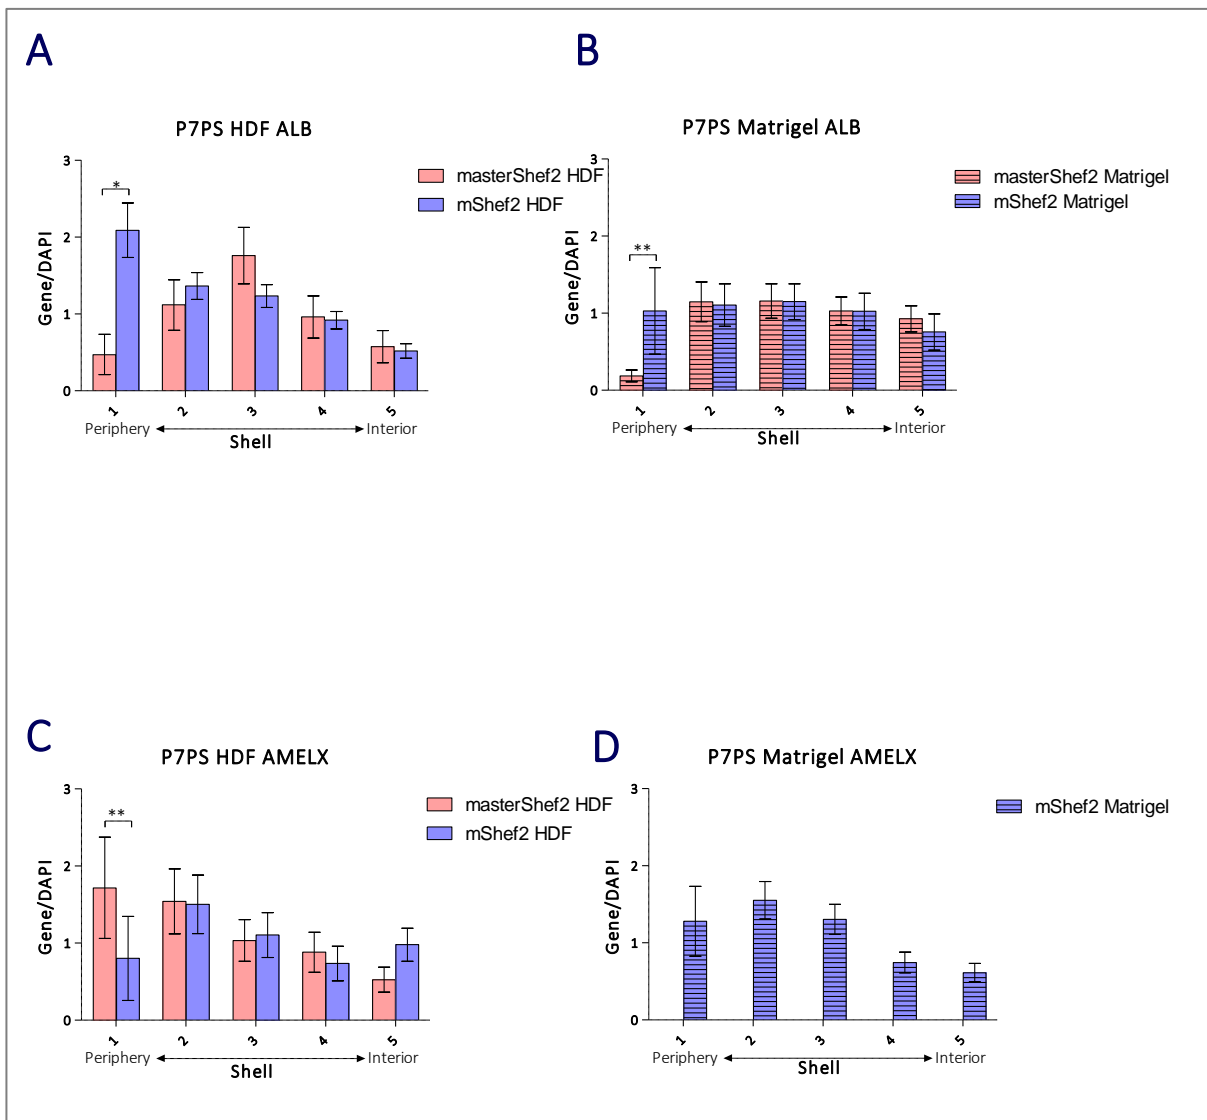 A
B
P7PS HDF ALB
P7PS Matrigel ALB
masterShef2 HDF
mShef2 HDF
masterShef2 Matrigel
mShef2 Matrigel
Gene/DAPI
3
2
1
0
*
1
2
3
4
5
Periphery
Interior
Shell
Gene/DAPI
3
2
1
0
**
1
2
3
4
5
Periphery
Interior
Shell
C
D
P7PS HDF AMELX
P7PS Matrigel AMELX
masterShef2 HDF
mShef2 HDF
mShef2 Matrigel
Gene/DAPI
3
2
1
0
**
1
2
3
4
5
Periphery
Interior
Shell
Gene/DAPI
3
2
1
0
1
2
3
4
5
Periphery
Interior
Shell